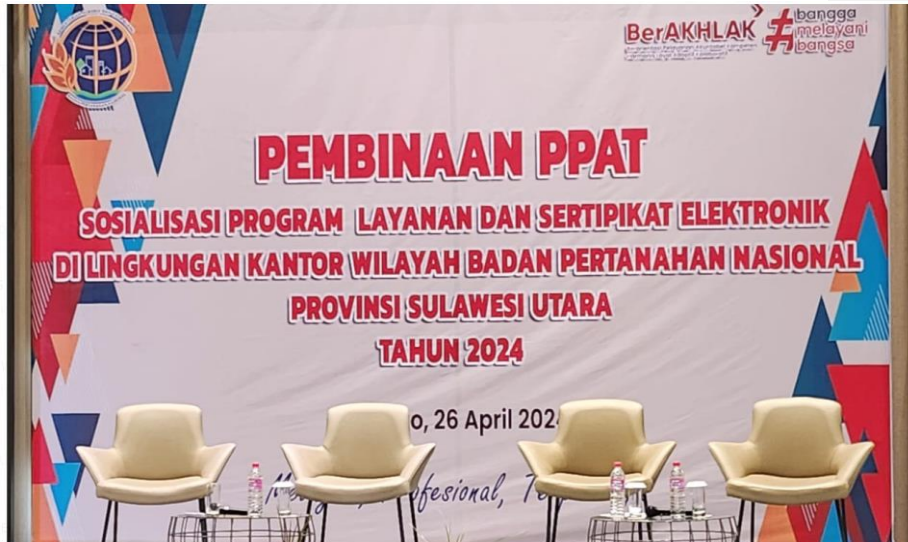 BerAKHLAK
# bangga
melayani
bangsa
PEMBINAAN PPAT
SOSIALISASI PROGRAM LAYANAN DAN SERTIPIKAT ELEKTRONIK
DI LINGKUNGAN KANTOR WILAYAH BADAN PERTANAHAN NASIONAL
PROVINSI SULAWESI UTARA
TAHUN 2024
o, 26 April 202